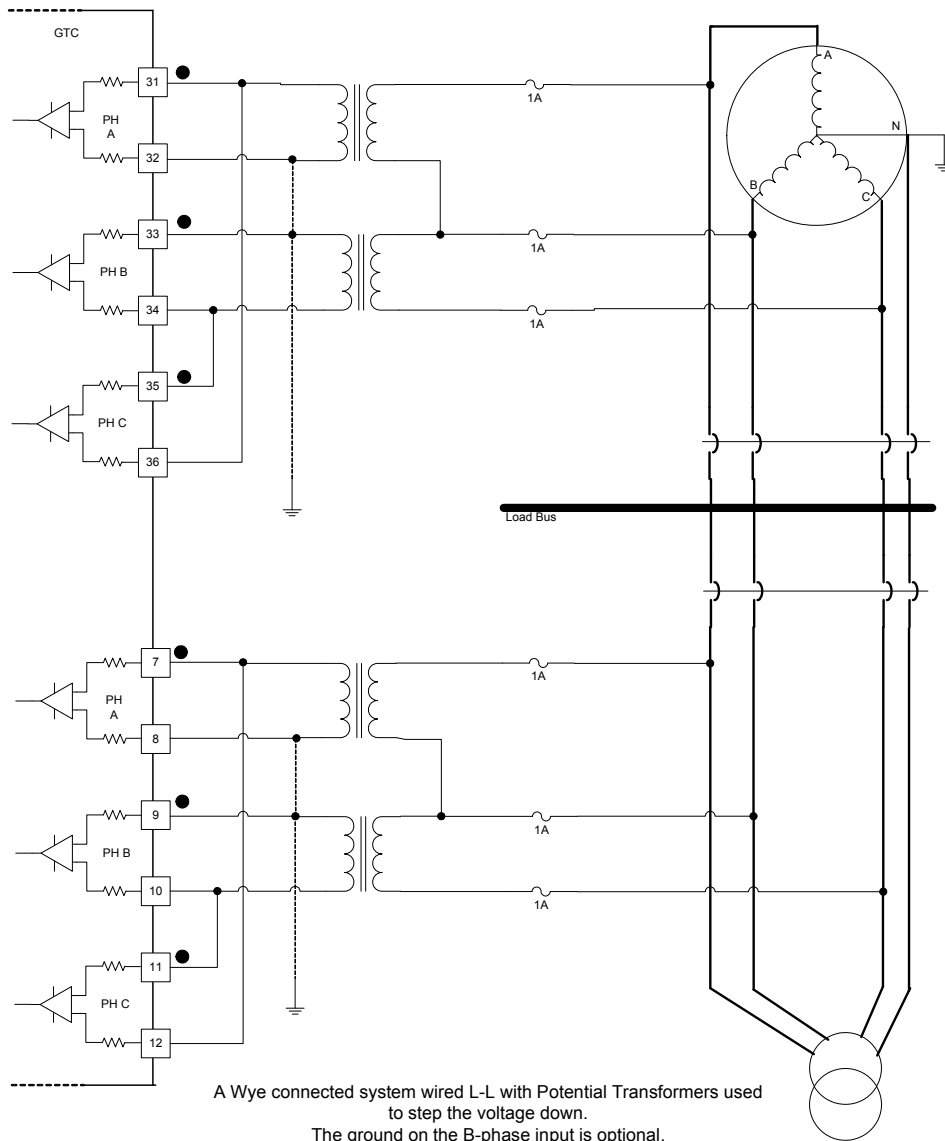 GTC
A
31
1A
PH
A
N
32
B
C
33
1A
PH B
34
1A
35
PH C
36
Load Bus
7
1A
PH
A
8
9
1A
PH B
10
1A
11
PH C
12
A Wye connected system wired L-L with Potential Transformers used
to step the voltage down.
The ground on the B-phase input is optional.